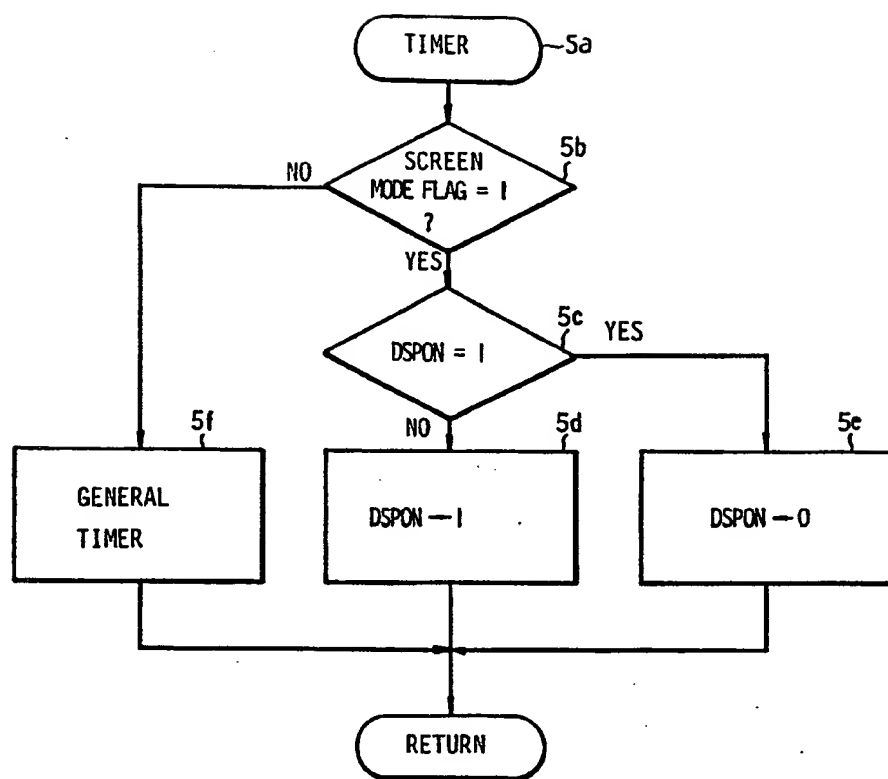 TIMER
5a
SCREEN
MODE FLAG = 1
?
5b
NO
YES
DSPON = 1
5c
YES
NO
5f
GENERAL
TIMER
5d
DSPON — 1
5e
DSPON — 0
RETURN